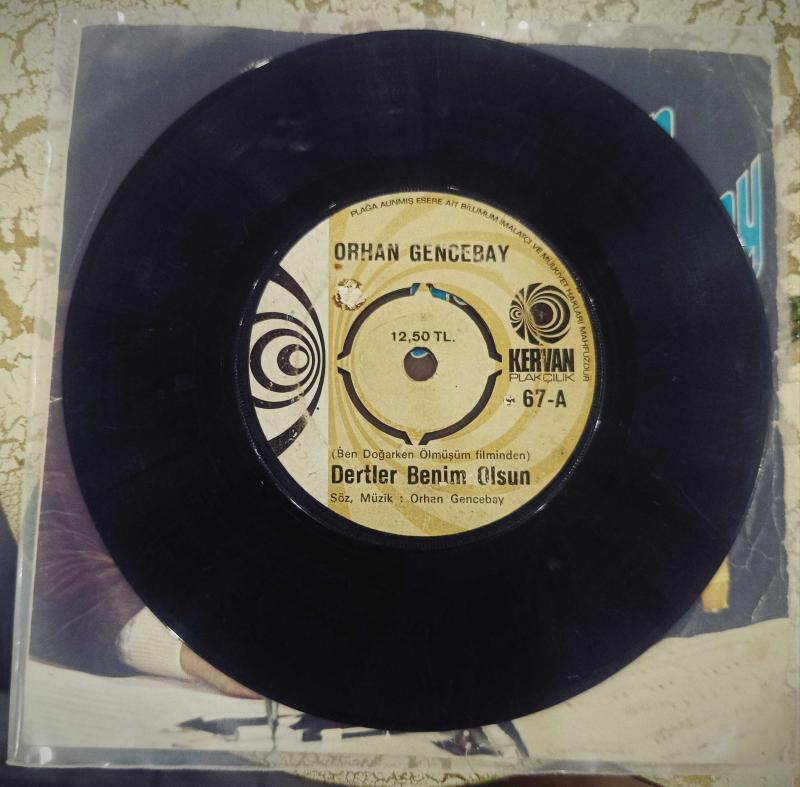 PLAĞA ALINMIŞ ESERE AİT BİLUMUM İMALATÇI VE MÜLKİYET HAKLARI MAHFUZDUR
ORHAN GENCEBAY
12,50 TL.
KERVAN
PLAKÇILIK
67-A
(Ben Doğarken Ölmüşüm filminden)
Dertler Benim Olsun
Söz, Müzik : Orhan Gencebay